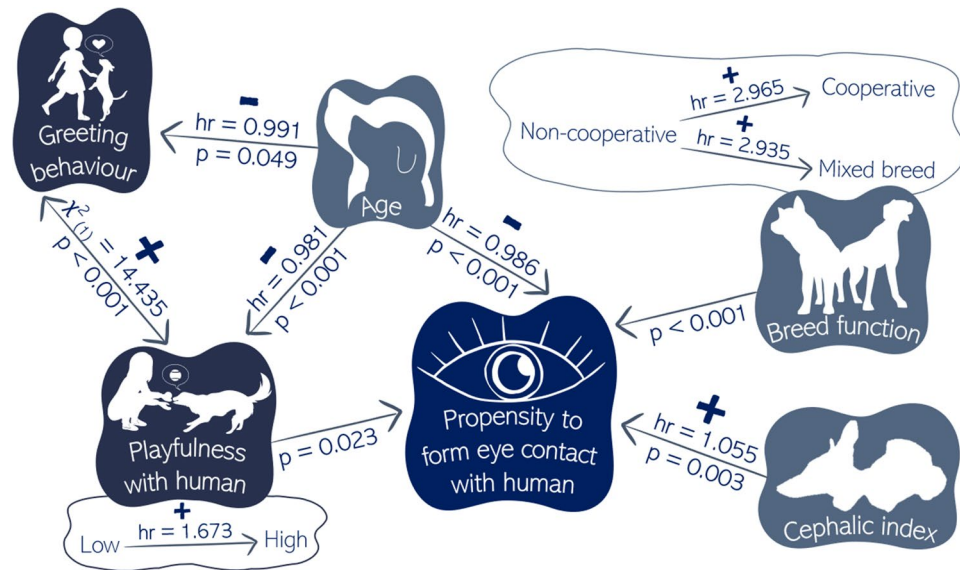 Greeting
behaviour
-
hr = 0.991
p = 0.049
Age
+
hr = 2.965
Cooperative
Non-cooperative
+
hr = 2.935
Mixed breed
χ²(1) = 14.435
p < 0.001
+
-
hr = 0.981
p < 0.001
-
hr = 0.986
p < 0.001
Breed function
p < 0.001
Playfulness
with human
p = 0.023
+
hr = 1.673
Low
High
Propensity to
form eye contact
with human
+
hr = 1.055
p = 0.003
Cephalic index